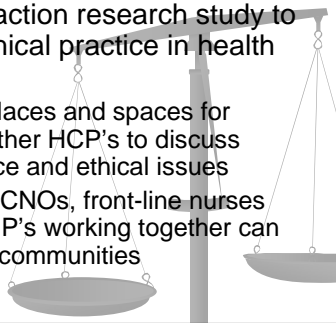 action research study to
nical practice in health
laces and spaces for
ther HCP's to discuss
ce and ethical issues
CNOs, front-line nurses
P's working together can
communities